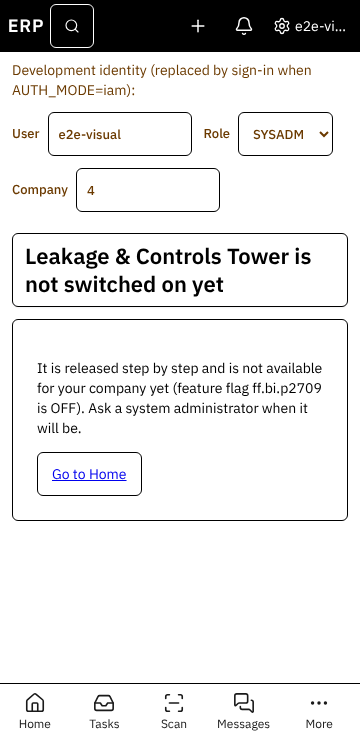 ERP
e2e-vi...
Development identity (replaced by sign-in when
AUTH_MODE=iam):
User
e2e-visual
Role
SYSADM
Company
4
Leakage & Controls Tower is
not switched on yet
It is released step by step and is not available
for your company yet (feature flag ff.bi.p2709
is OFF). Ask a system administrator when it
will be.
Go to Home
Home
Tasks
Scan
Messages
More